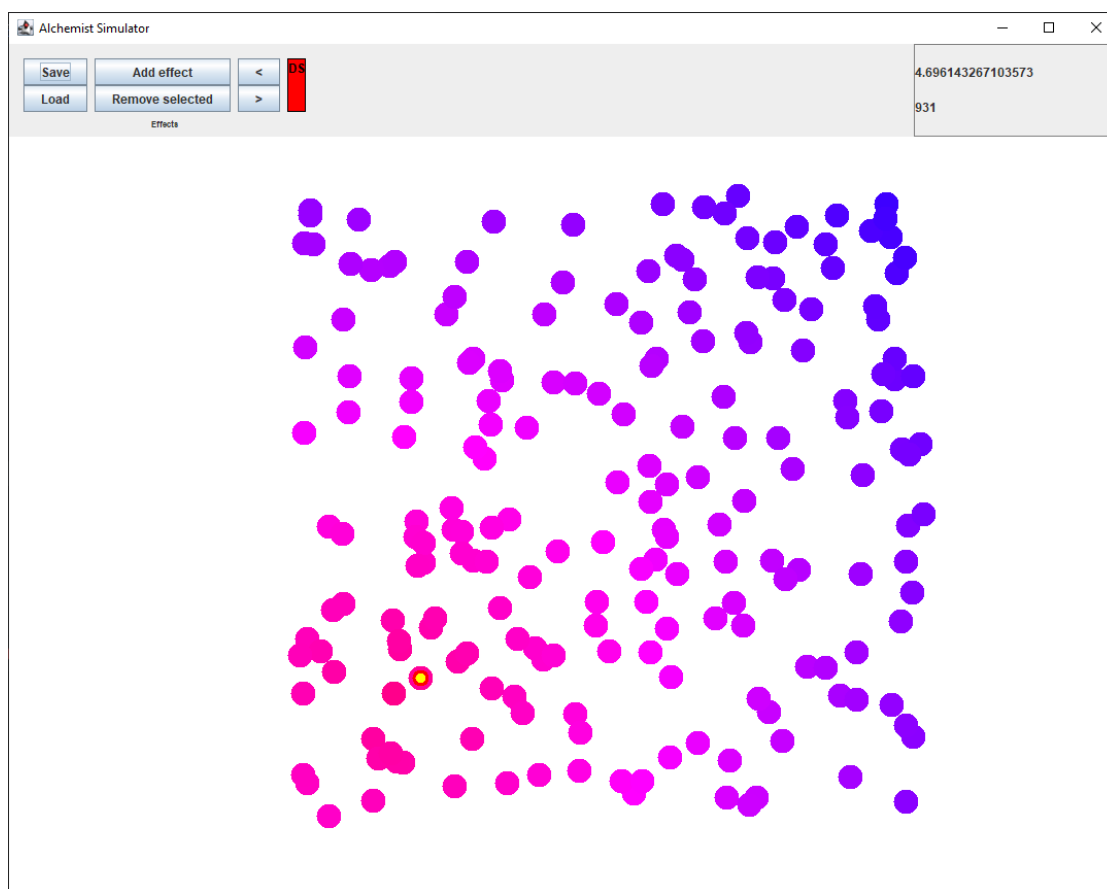 Alchemist Simulator
Save
Add effect
<
DS
Load
Remove selected
>
Effects
4.696143267103573
931